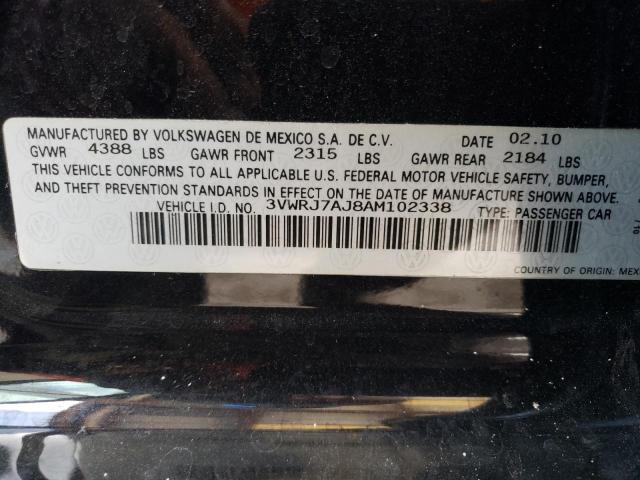 MANUFACTURED BY VOLKSWAGEN DE MEXICO S.A. DE C.V. DATE 02.10
GVWR 4388 LBS GAWR FRONT 2315 LBS GAWR REAR 2184 LBS
THIS VEHICLE CONFORMS TO ALL APPLICABLE U.S. FEDERAL MOTOR VEHICLE SAFETY, BUMPER,
AND THEFT PREVENTION STANDARDS IN EFFECT ON THE DATE OF MANUFACTURE SHOWN ABOVE.
VEHICLE I.D. NO. 3VWRJ7AJ8AM102338 TYPE: PASSENGER CAR
COUNTRY OF ORIGIN: MEX